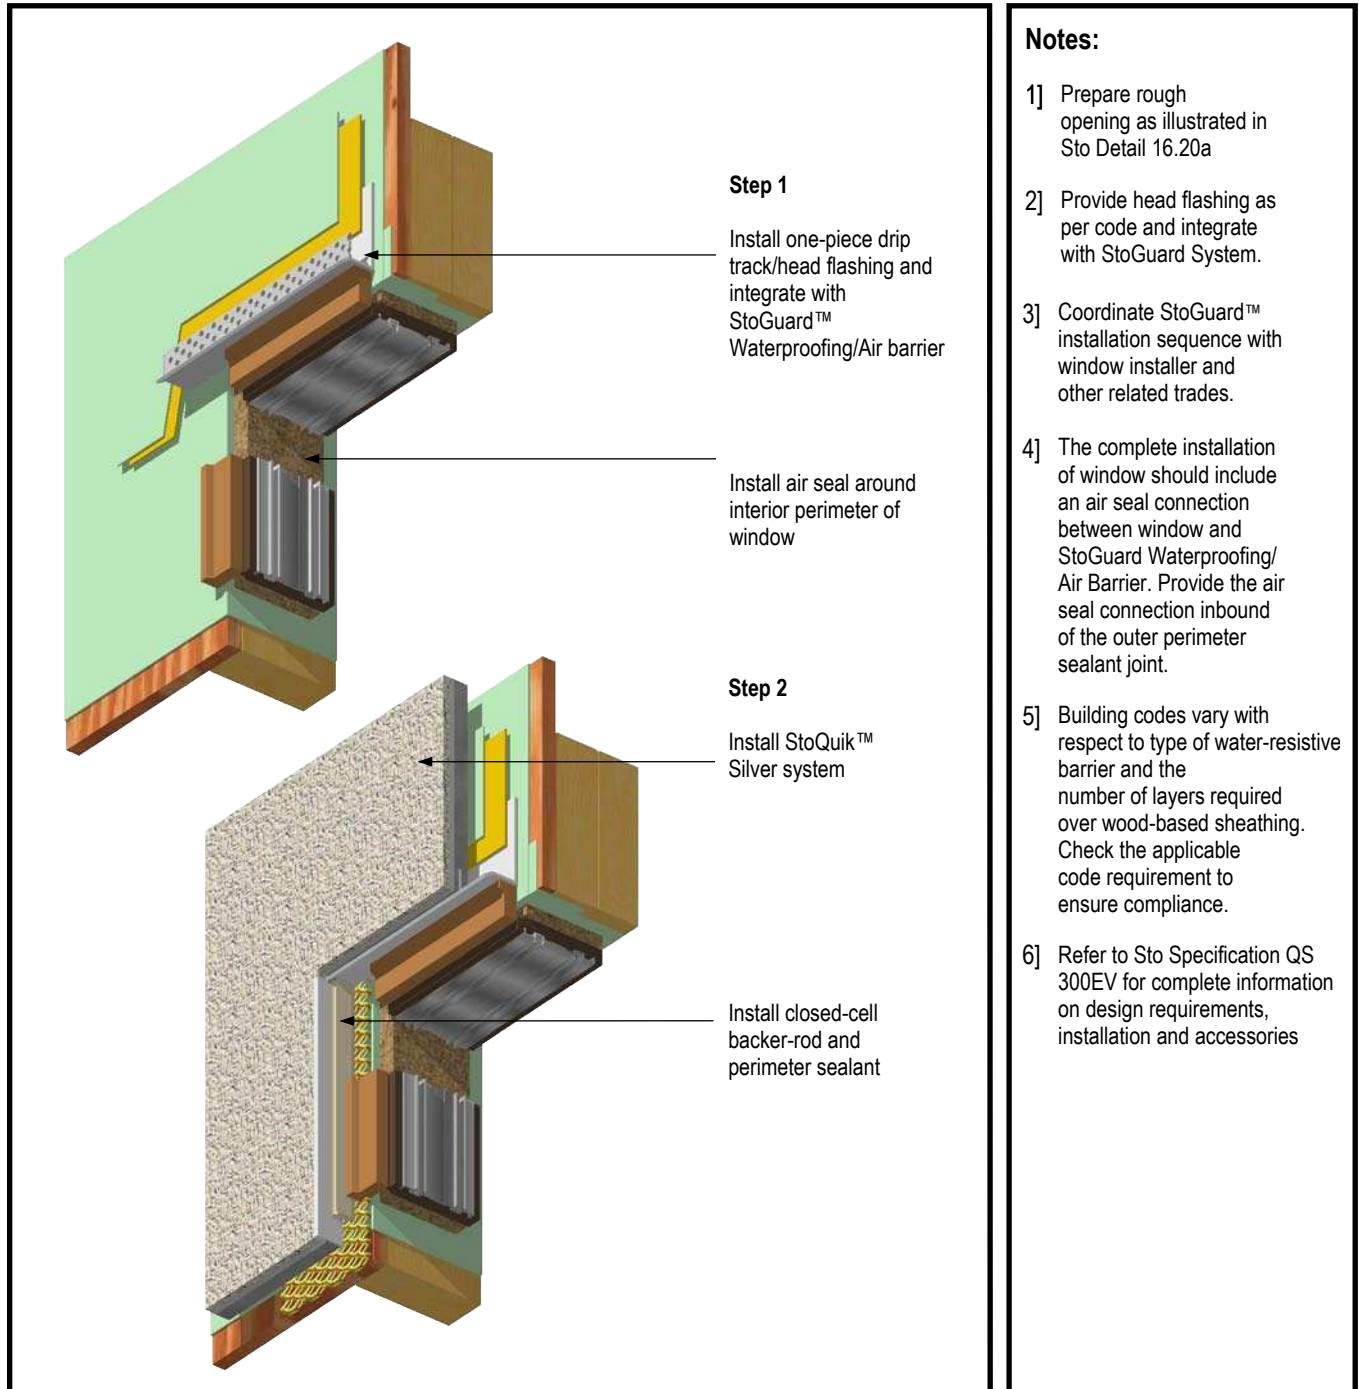 Step 1
Install one-piece drip
track/head flashing and
integrate with
StoGuard™
Waterproofing/Air barrier
Install air seal around
interior perimeter of
window
Step 2
Install StoQuik™
Silver system
Install closed-cell
backer-rod and
perimeter sealant
Notes:
1] Prepare rough
opening as illustrated in
Sto Detail 16.20a
2] Provide head flashing as
per code and integrate
with StoGuard System.
3] Coordinate StoGuard™
installation sequence with
window installer and
other related trades.
4] The complete installation
of window should include
an air seal connection
between window and
StoGuard Waterproofing/
Air Barrier. Provide the air
seal connection inbound
of the outer perimeter
sealant joint.
5] Building codes vary with
respect to type of water-resistive
barrier and the
number of layers required
over wood-based sheathing.
Check the applicable
code requirement to
ensure compliance.
6] Refer to Sto Specification QS
300EV for complete information
on design requirements,
installation and accessories